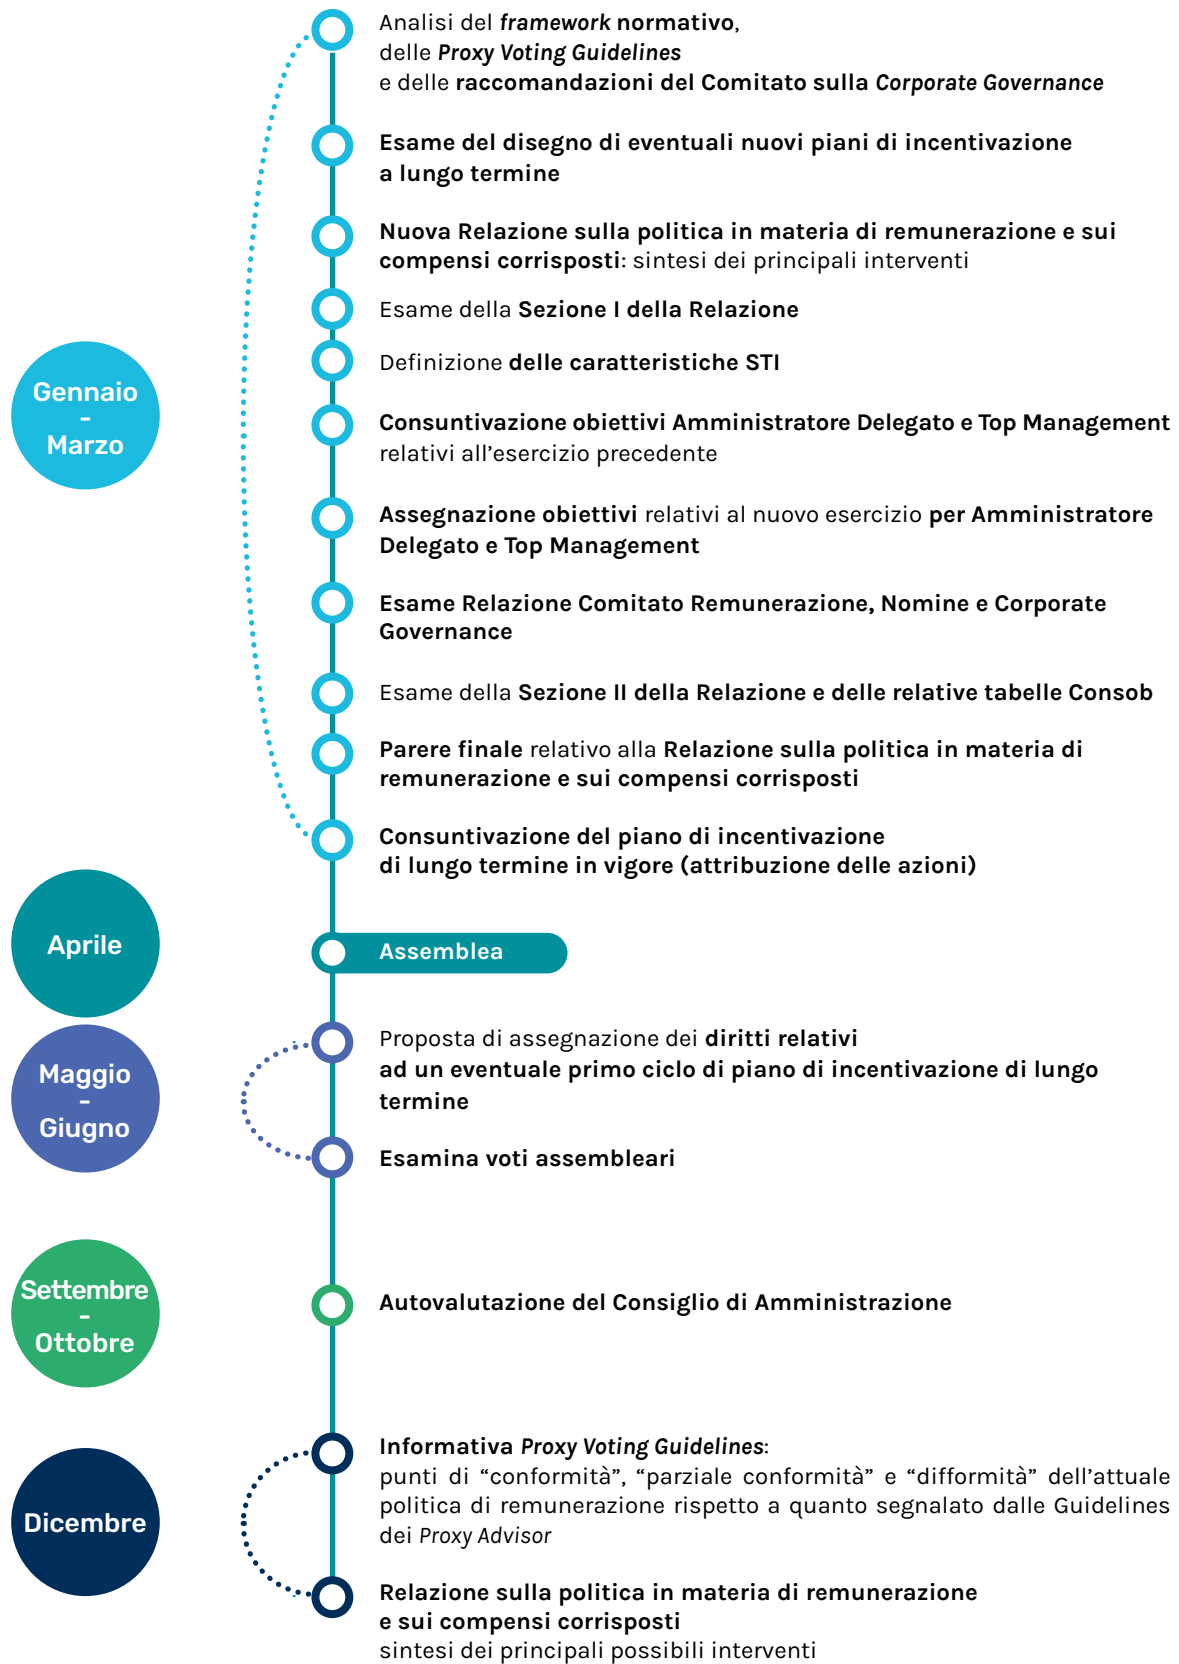 Analisi del framework normativo,
delle Proxy Voting Guidelines
e delle raccomandazioni del Comitato sulla Corporate Governance
Esame del disegno di eventuali nuovi piani di incentivazione
a lungo termine
Nuova Relazione sulla politica in materia di remunerazione e sui
compensi corrisposti: sintesi dei principali interventi
Esame della Sezione I della Relazione
Definizione delle caratteristiche STI
Gennaio
-
Marzo
Consuntivazione obiettivi Amministratore Delegato e Top Management
relativi all'esercizio precedente
Assegnazione obiettivi relativi al nuovo esercizio per Amministratore
Delegato e Top Management
Esame Relazione Comitato Remunerazione, Nomine e Corporate
Governance
Esame della Sezione II della Relazione e delle relative tabelle Consob
Parere finale relativo alla Relazione sulla politica in materia di
remunerazione e sui compensi corrisposti
Consuntivazione del piano di incentivazione
di lungo termine in vigore (attribuzione delle azioni)
Aprile
Assemblea
Maggio
-
Giugno
Proposta di assegnazione dei diritti relativi
ad un eventuale primo ciclo di piano di incentivazione di lungo
termine
Esamina voti assembleari
Settembre
-
Ottobre
Autovalutazione del Consiglio di Amministrazione
Dicembre
Informativa Proxy Voting Guidelines:
punti di “conformità”, “parziale conformità” e “difformità” dell'attuale
politica di remunerazione rispetto a quanto segnalato dalle Guidelines
dei Proxy Advisor
Relazione sulla politica in materia di remunerazione
e sui compensi corrisposti
sintesi dei principali possibili interventi